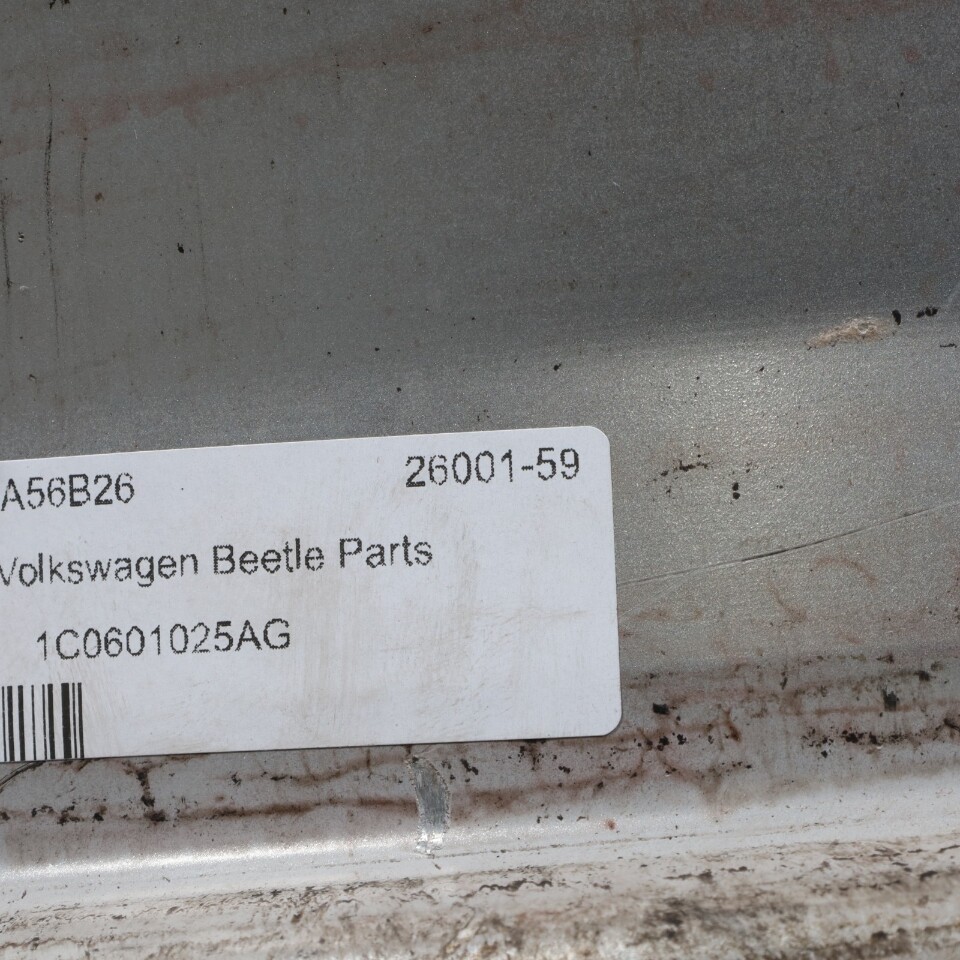 A56B26 26001-59
Volkswagen Beetle Parts
1C0601025AG